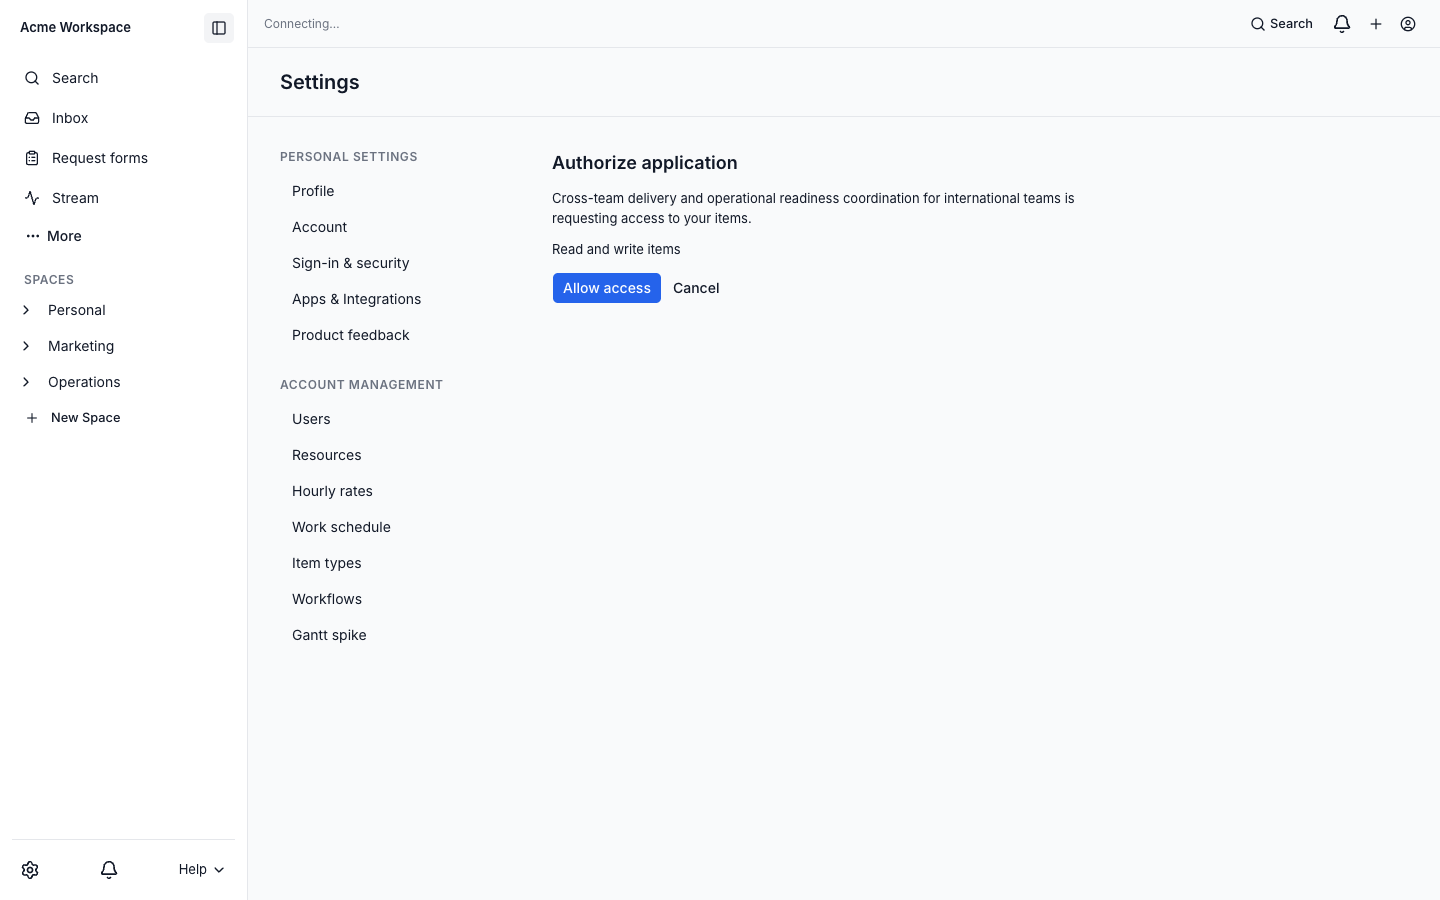 Acme Workspace
Search
Inbox
Request forms
Stream
More
SPACES
Personal
Marketing
Operations
New Space
Help
Connecting...
Search
Settings
PERSONAL SETTINGS
Profile
Account
Sign-in & security
Apps & Integrations
Product feedback
ACCOUNT MANAGEMENT
Users
Resources
Hourly rates
Work schedule
Item types
Workflows
Gantt spike
Authorize application
Cross-team delivery and operational readiness coordination for international teams is
requesting access to your items.
Read and write items
Allow access Cancel